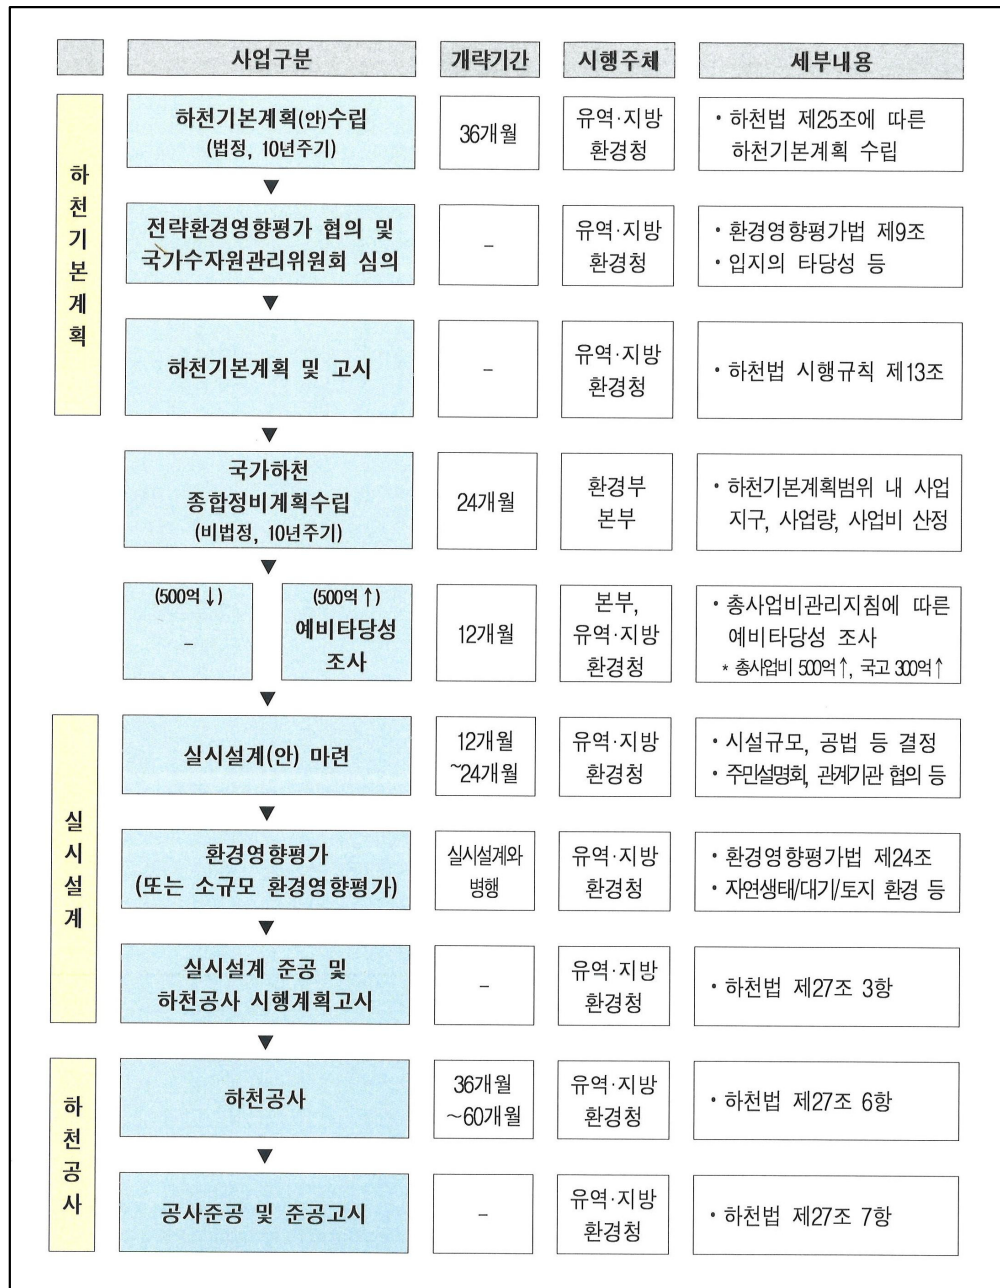 사업구분 개략기간 시행주체 세부내용
하천기본계획
하천기본계획(안)수립
(법정, 10년주기)
36개월
유역·지방
환경청
• 하천법 제25조에 따른
하천기본계획 수립
▼
전략환경영향평가 협의 및
국가수자원관리위원회 심의
–
유역·지방
환경청
• 환경영향평가법 제9조
• 입지의 타당성 등
▼
하천기본계획 및 고시
–
유역·지방
환경청
• 하천법 시행규칙 제13조
▼
국가하천
종합정비계획수립
(비법정, 10년주기)
24개월
환경부
본부
• 하천기본계획범위 내 사업
지구, 사업량, 사업비 산정
▼
(500억↓)
–
(500억↑)
예비타당성
조사
12개월
본부,
유역·지방
환경청
• 총사업비관리지침에 따른
예비타당성 조사
* 총사업비 500억↑, 국고 300억↑
▼
실시설계
실시설계(안) 마련
12개월
~24개월
유역·지방
환경청
• 시설규모, 공법 등 결정
• 주민설명회, 관계기관 협의 등
▼
환경영향평가
(또는 소규모 환경영향평가)
실시설계와
병행
유역·지방
환경청
• 환경영향평가법 제24조
• 자연생태/대기/토지 환경 등
▼
실시설계 준공 및
하천공사 시행계획고시
–
유역·지방
환경청
• 하천법 제27조 3항
▼
하천공사
하천공사
36개월
~60개월
유역·지방
환경청
• 하천법 제27조 6항
▼
공사준공 및 준공고시
–
유역·지방
환경청
• 하천법 제27조 7항